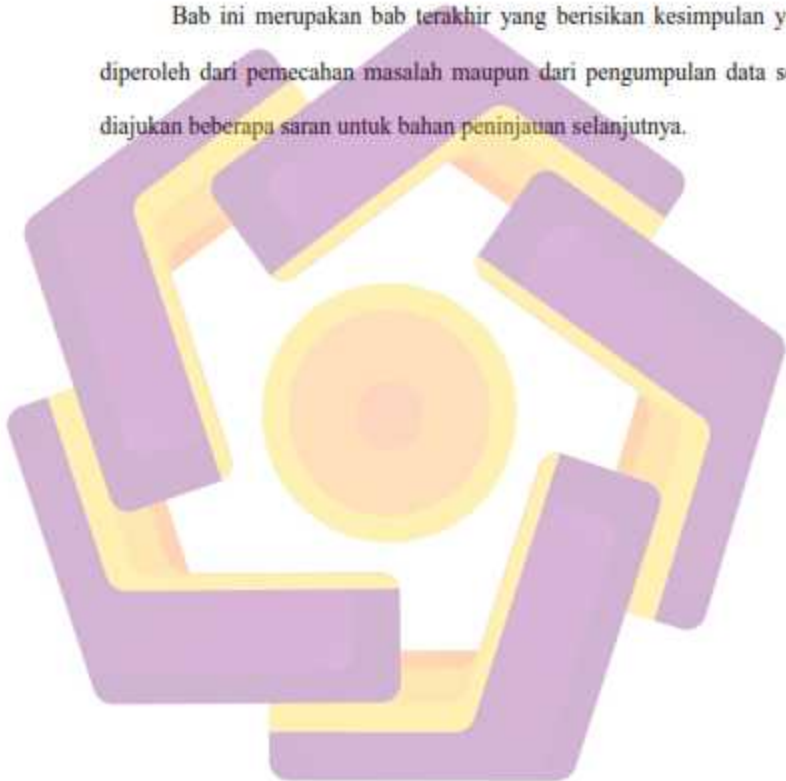 Bab ini merupakan bab terakhir yang berisikan kesimpulan
diperoleh dari pemecahan masalah maupun dari pengumpulan data
diajukan beberapa saran untuk bahan peninjauan selanjutnya.